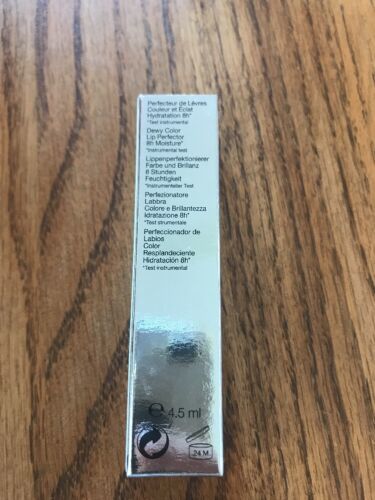 Perfecteur de Lèvres
Couleur et Éclat
Hydratation 8h*
*Test instrumental
Dewy Color
Lip Perfector
8h Moisture*
*Instrumental test
Lippenperfektionierer
Farbe und Brillanz
8 Stunden
Feuchtigkeit*
*Instrumenteller Test
Perfezionatore
Labbra
Colore e Brillantezza
Idratazione 8h*
*Test strumentale
Perfeccionador de
Labios
Color
Resplandeciente
Hidratación 8h*
*Test instrumental
℮ 4.5 ml
24 M